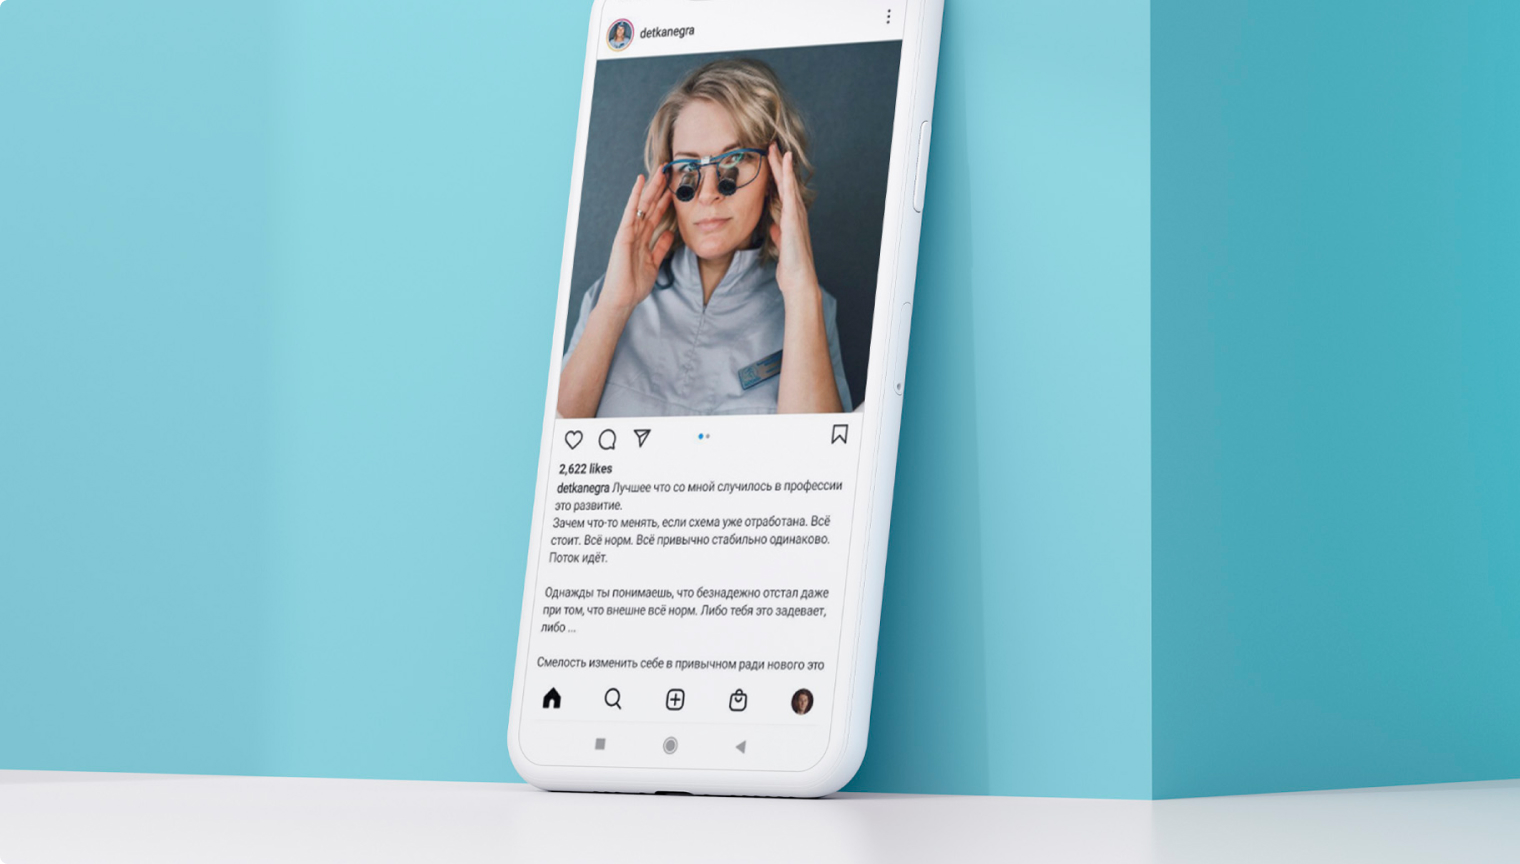 detkanegra
2,622 likes
detkanegra Лучшее что со мной случилось в профессии
это развитие.
Зачем что-то менять, если схема уже отработана. Всё
стоит. Всё норм. Всё привычно стабильно одинаково.
Поток идёт.
Однажды ты понимаешь, что безнадежно отстал даже
при том, что внешне всё норм. Либо тебя это задевает,
либо ...
Смелость изменить себе в привычном ради нового это